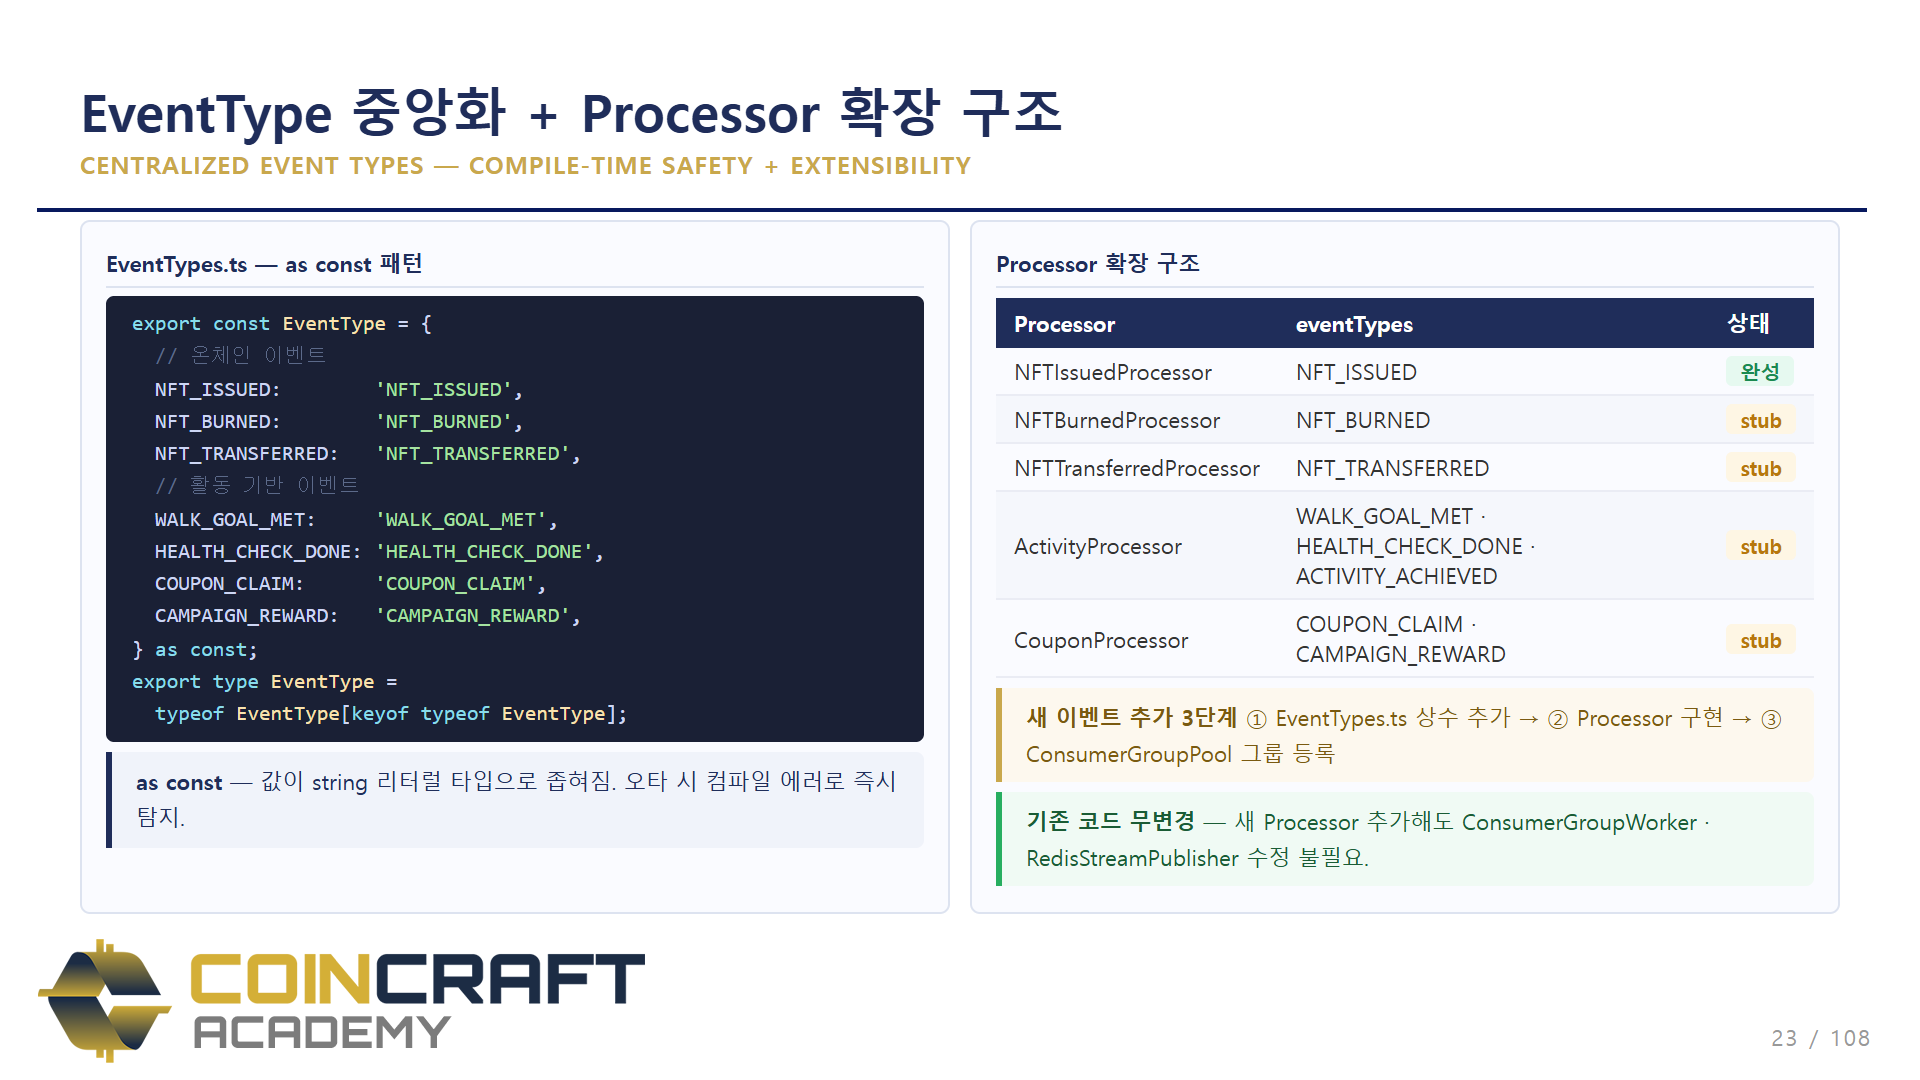 EventType 중앙화 + Processor 확장 구조
CENTRALIZED EVENT TYPES — COMPILE-TIME SAFETY + EXTENSIBILITY
EventTypes.ts — as const 패턴
export const EventType = {
// 온체인 이벤트
NFT_ISSUED: 'NFT_ISSUED',
NFT_BURNED: 'NFT_BURNED',
NFT_TRANSFERRED: 'NFT_TRANSFERRED',
// 활동 기반 이벤트
WALK_GOAL_MET: 'WALK_GOAL_MET',
HEALTH_CHECK_DONE: 'HEALTH_CHECK_DONE',
COUPON_CLAIM: 'COUPON_CLAIM',
CAMPAIGN_REWARD: 'CAMPAIGN_REWARD',
} as const;
export type EventType =
typeof EventType[keyof typeof EventType];
as const — 값이 string 리터럴 타입으로 좁혀짐. 오타 시 컴파일 에러로 즉시
탐지.
Processor 확장 구조
Processor eventTypes 상태
NFTIssuedProcessor NFT_ISSUED 완성
NFTBurnedProcessor NFT_BURNED stub
NFTTransferredProcessor NFT_TRANSFERRED stub
WALK_GOAL_MET ·
ActivityProcessor HEALTH_CHECK_DONE · stub
ACTIVITY_ACHIEVED
COUPON_CLAIM ·
CouponProcessor stub
CAMPAIGN_REWARD
새 이벤트 추가 3단계 ① EventTypes.ts 상수 추가 → ② Processor 구현 → ③
ConsumerGroupPool 그룹 등록
기존 코드 무변경 — 새 Processor 추가해도 ConsumerGroupWorker ·
RedisStreamPublisher 수정 불필요.
COINCRAFT
ACADEMY
23 / 108